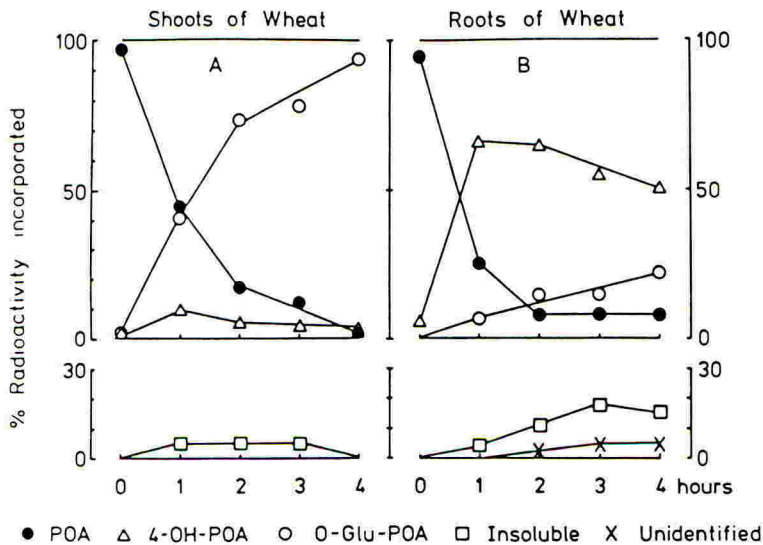 Shoots of Wheat
Roots of Wheat
100
A
B
100
50
50
0
0
% Radioactivity incorporated
30
30
0
0
0 1 2 3 4
0 1 2 3 4 hours
● POA △ 4-OH-POA ○ O-Glu-POA □ Insoluble X Unidentified